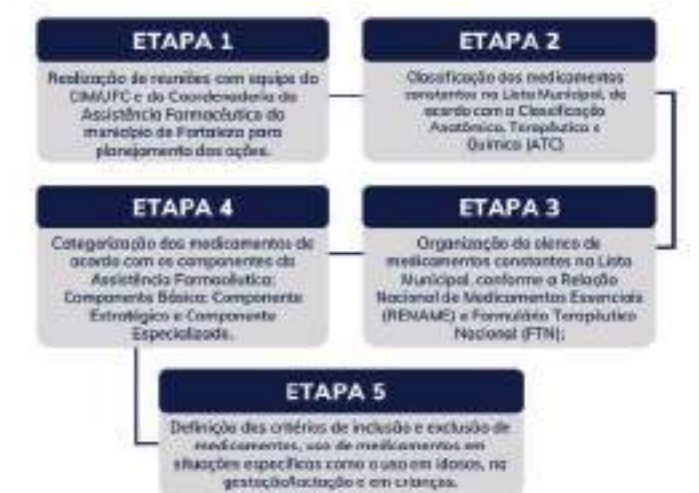 ETAPA 1
Realização de reuniões com equipe do
CIM/UFC e da Coordenadoria da
Assistência Farmacêutica do
município de Fortaleza para
planejamento das ações.
ETAPA 2
Classificação dos medicamentos
constantes na Lista Municipal, de
acordo com a Classificação
Anatômica, Terapêutica e
Química (ATC)
ETAPA 3
Organização do elenco de
medicamentos constantes na Lista
Municipal, conforme a Relação
Nacional de Medicamentos Essenciais
(RENAME) e Formulário Terapêutico
Nacional (FTN);
ETAPA 4
Categorização dos medicamentos de
acordo com os componentes da
Assistência Farmacêutica:
Componente Básico; Componente
Estratégico e Componente
Especializado.
ETAPA 5
Definição dos critérios de inclusão e exclusão de
medicamentos, uso de medicamentos em
situações específicas como o uso em idosos, na
gestação/lactação e em crianças.